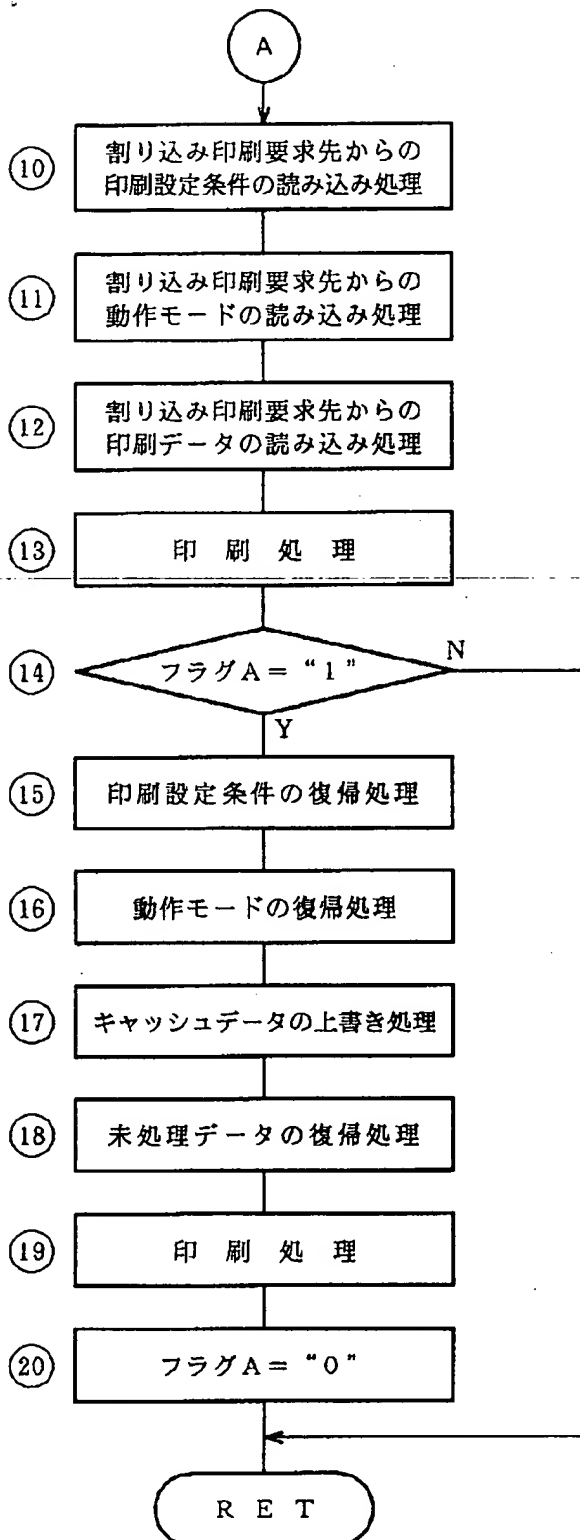 A
⑩
割り込み印刷要求先からの
印刷設定条件の読み込み処理
⑪
割り込み印刷要求先からの
動作モードの読み込み処理
⑫
割り込み印刷要求先からの
印刷データの読み込み処理
⑬
印刷処理
⑭
フラグA=“1”
N
Y
⑮
印刷設定条件の復帰処理
⑯
動作モードの復帰処理
⑰
キャッシュデータの上書き処理
⑱
未処理データの復帰処理
⑲
印刷処理
⑳
フラグA=“0”
RET